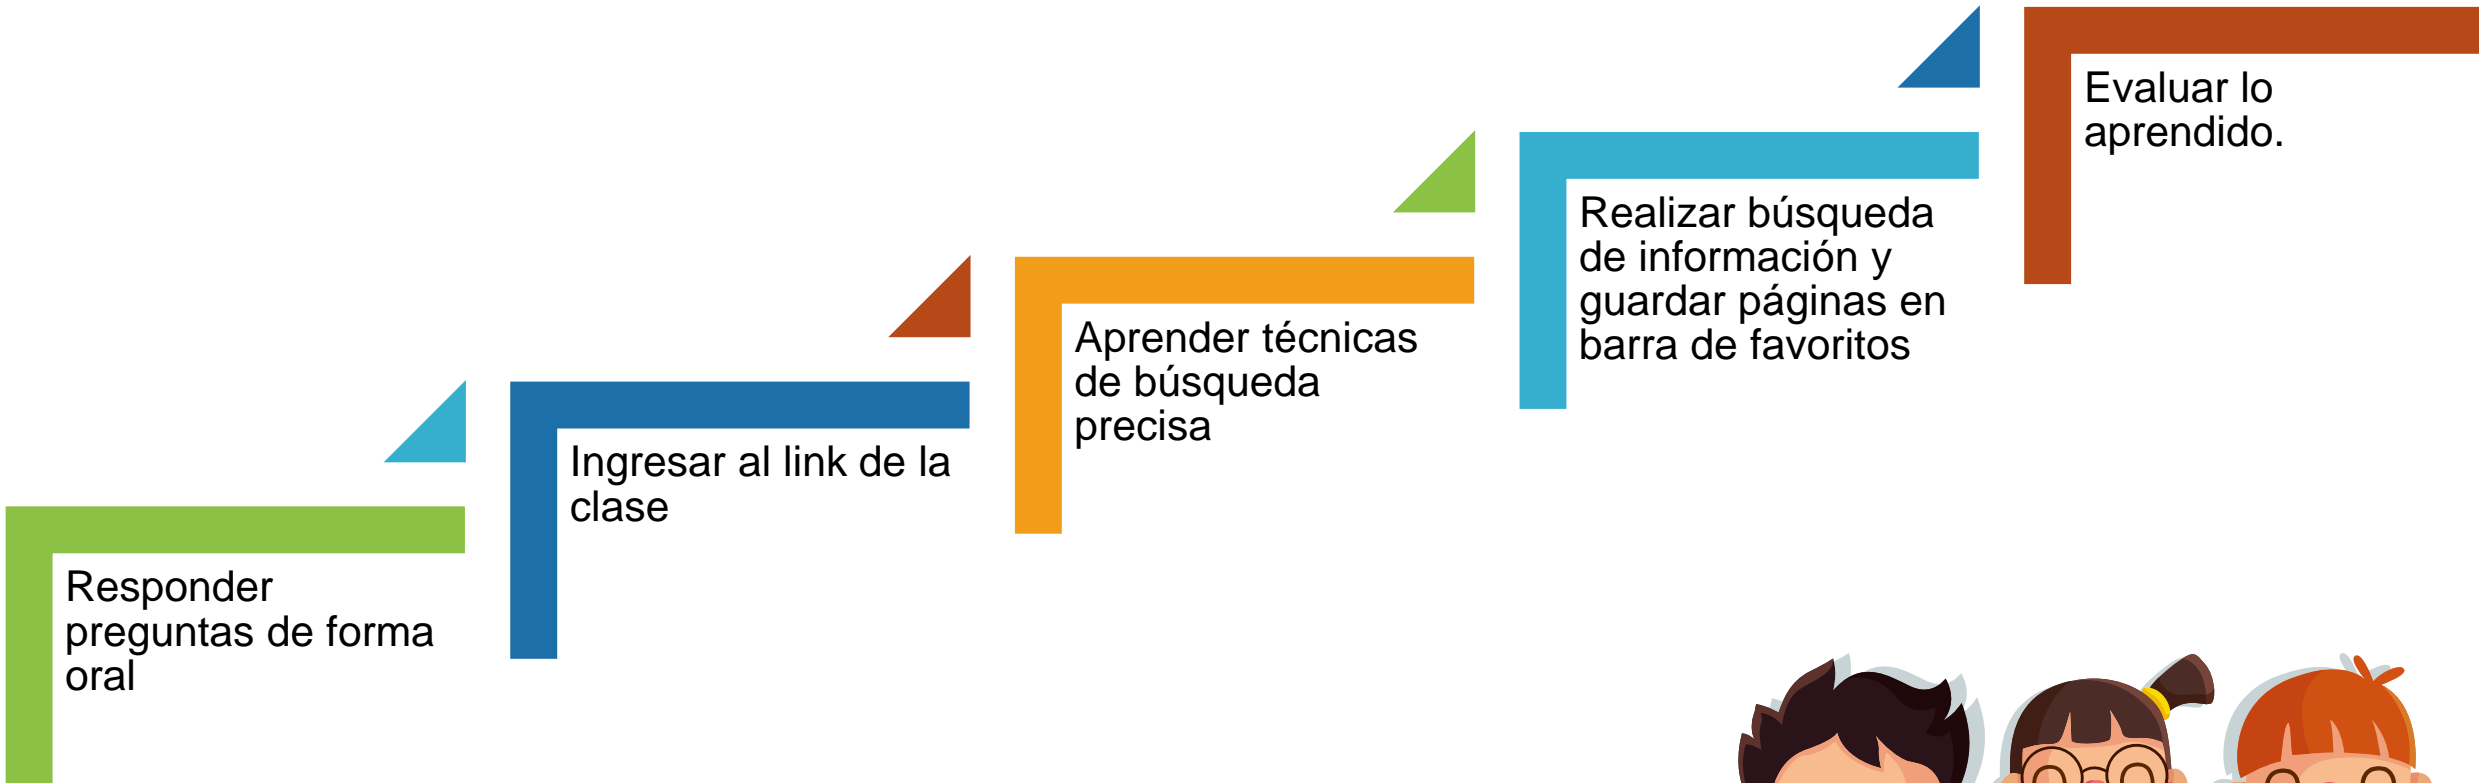 Responder
preguntas de forma
oral
Ingresar al link de la
clase
Aprender técnicas
de búsqueda
precisa
Realizar búsqueda
de información y
guardar páginas en
barra de favoritos
Evaluar lo
aprendido.